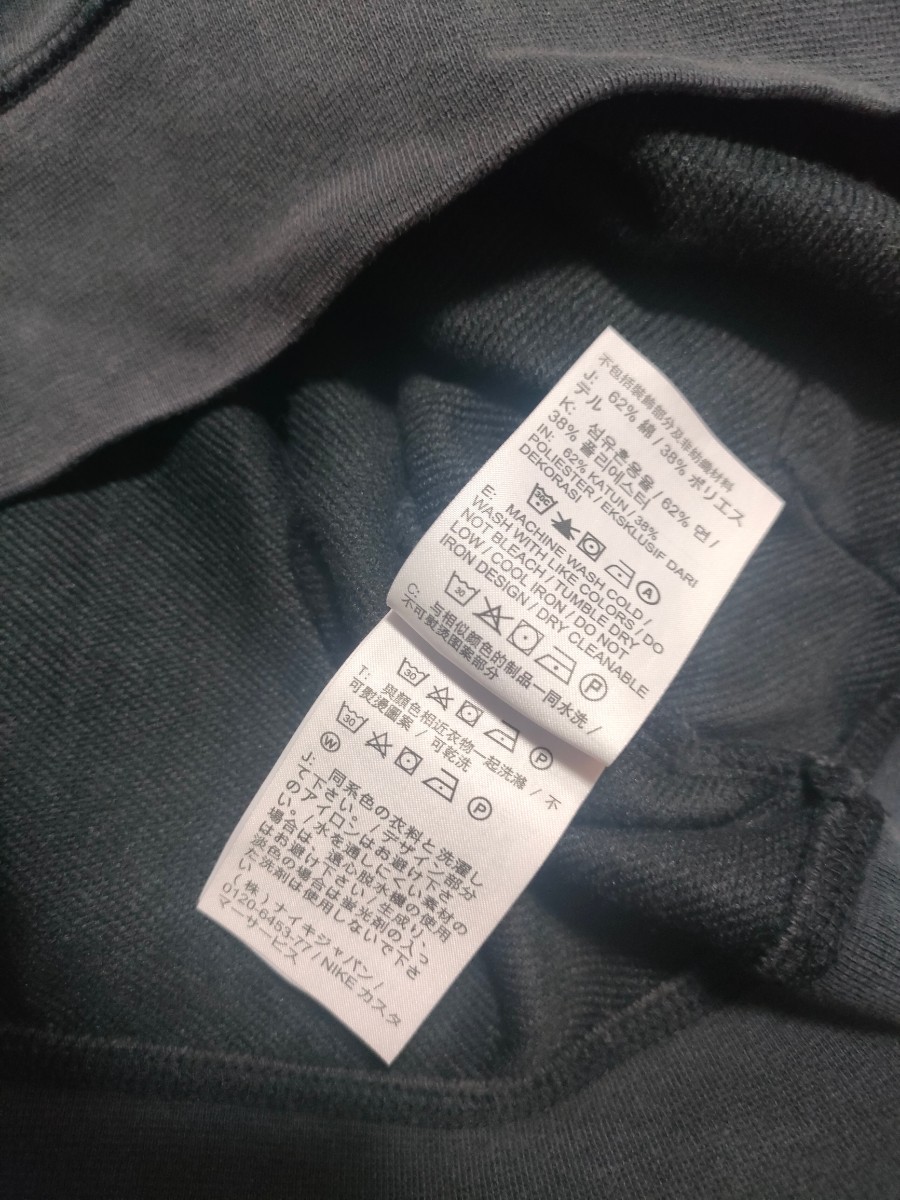 不包括裝飾部分及非紡織材料
J: 62% 綿 / 38% ポリエス
テル
K: 섬유혼용율 / 62% 면 /
38% 폴리에스터
IN: 62% KATUN / 38%
POLIESTER / EKSKLUSIF DARI
DEKORASI
30 A
E: MACHINE WASH COLD /
WASH WITH LIKE COLORS / DO
NOT BLEACH / TUMBLE DRY
LOW / COOL IRON / DO NOT
IRON DESIGN / DRY CLEANABLE
30 P
C: 与相似颜色的制品一同水洗 /
不可熨烫图案部分
30 P
T: 與顏色相近衣物一起洗滌 / 不
可熨燙圖案 / 可乾洗
30 P
W
J: 同系色の衣料と洗濯し
て下さい。/ デザイン部分
のアイロンはお避け下さ
い。/ 水を通しにくい素材の
場合は、遠心脱水機の使用
はお避け下さい / 生成り、
淡色の場合は蛍光剤の入っ
た洗剤は使用しないで下さ
い
(株) ナイキジャパン /
0120-6453-77 / NIKE カスタ
マーサービス